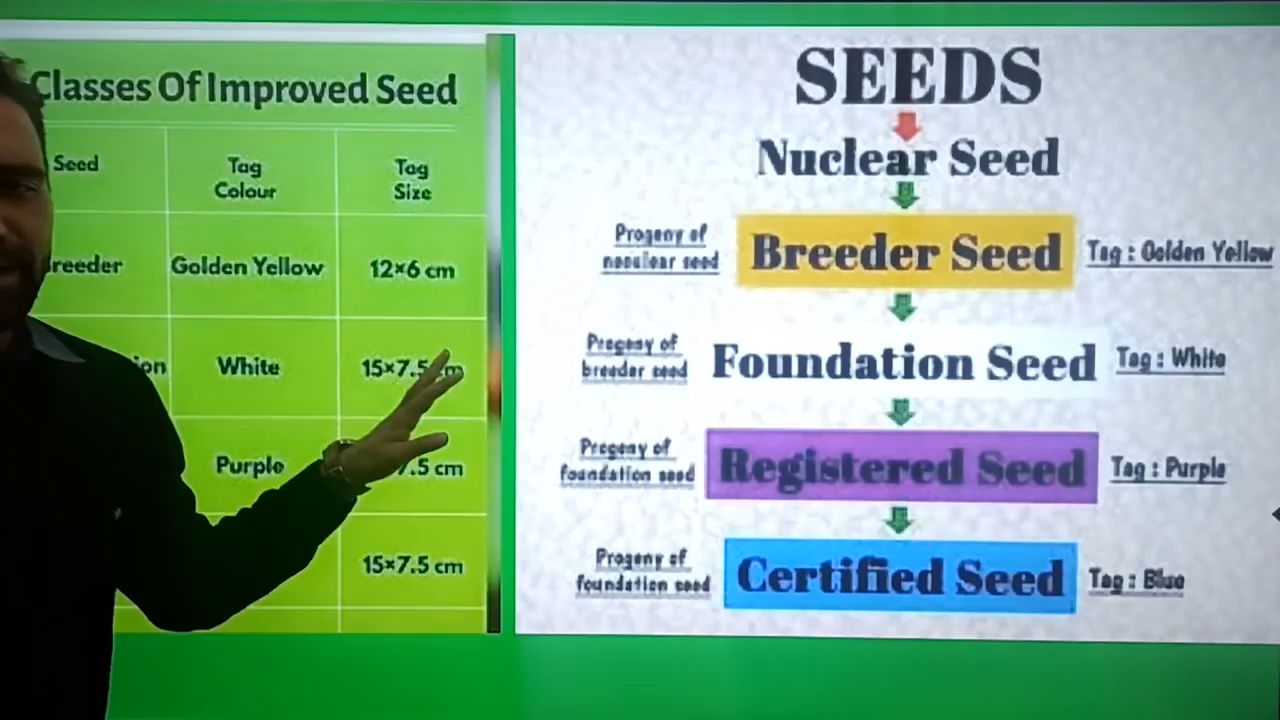 Classes Of Improved Seed
Seed
Tag
Colour
Tag
Size
Breeder
Golden Yellow
12×6 cm
ion
White
15×7.5 cm
Purple
7.5 cm
15×7.5 cm
SEEDS
Nuclear Seed
Progeny of
Breeder Seed
Tag : Golden Yellow
seed
Progeny of
breeder seed
Foundation Seed
Tag : White
Progeny of
foundation seed
Registered Seed
Tag : Purple
Progeny of
foundation seed
Certified Seed
Tag : Blue